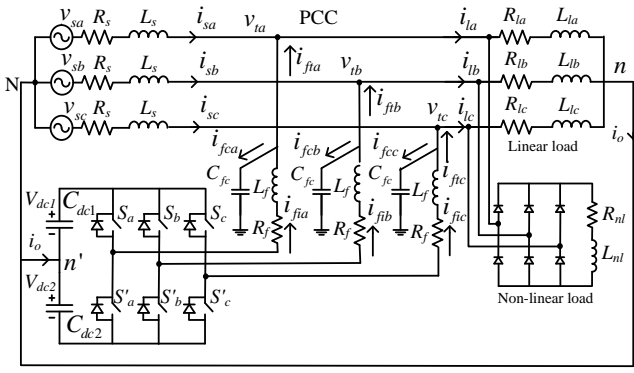 v_sa R_s L_s i_sa v_ta PCC i_la R_la L_la
i_fta
v_sb R_s L_s i_sb v_tb i_lb R_lb L_lb n
N
i_ftb
v_sc R_s L_s i_sc v_tc i_lc R_lc L_lc
i_o
Linear load
i_fca i_fcb i_fcc i_ftc
C_fc L_f C_fc L_f C_fc L_f
V_dc1 C_dc1 S_a S_b S_c R_f i_fia R_f i_fib R_f i_fic
R_nl
i_o n'
L_nl
V_dc2 C_dc2 S'_a S'_b S'_c
Non-linear load